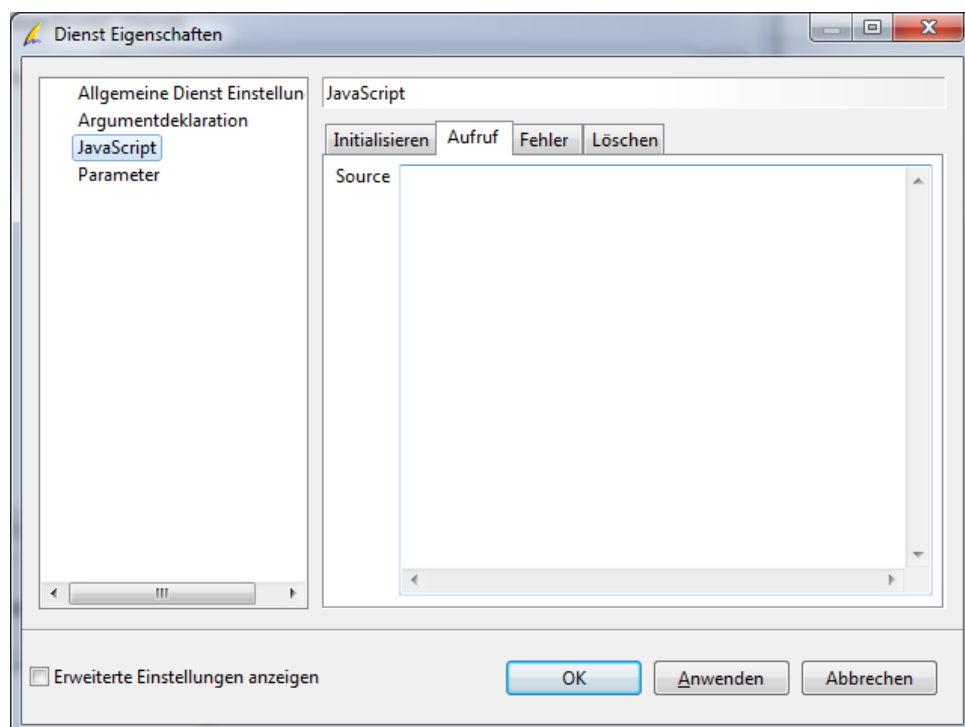 Dienst Eigenschaften
Allgemeine Dienst Einstellun
Argumentdeklaration
JavaScript
Parameter
JavaScript
Initialisieren Aufruf Fehler Löschen
Source
Erweiterte Einstellungen anzeigen
OK Anwenden Abbrechen